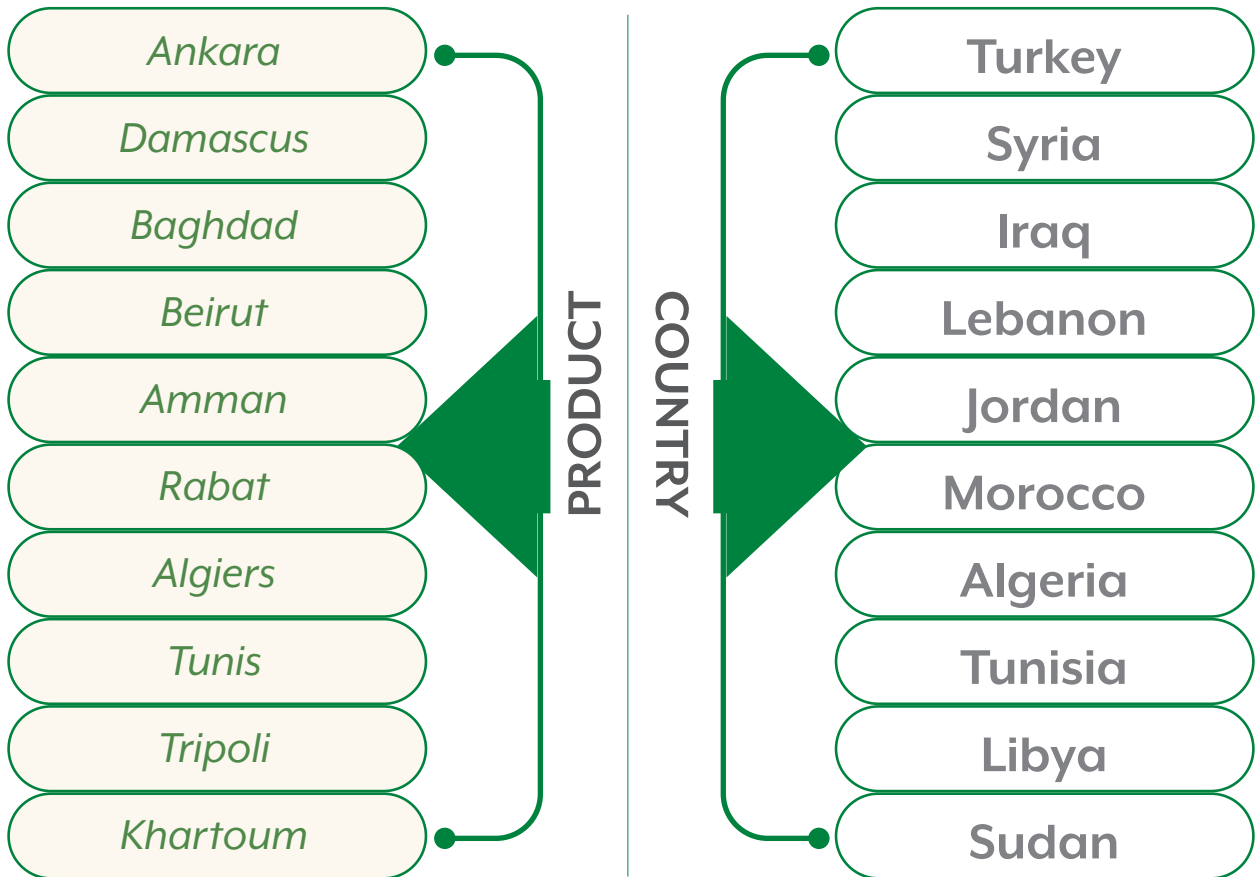 Ankara
Damascus
Baghdad
Beirut
Amman
Rabat
Algiers
Tunis
Tripoli
Khartoum
PRODUCT
COUNTRY
Turkey
Syria
Iraq
Lebanon
Jordan
Morocco
Algeria
Tunisia
Libya
Sudan